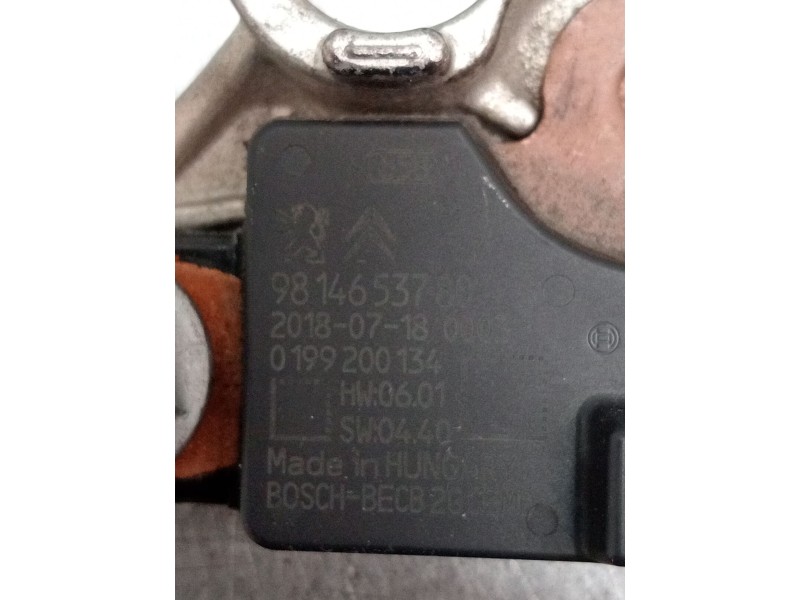 98 146 537 80
2018-07-18
0 199 200 134
HW:06.01
SW:04.40
Made in
BOSCH-BECB